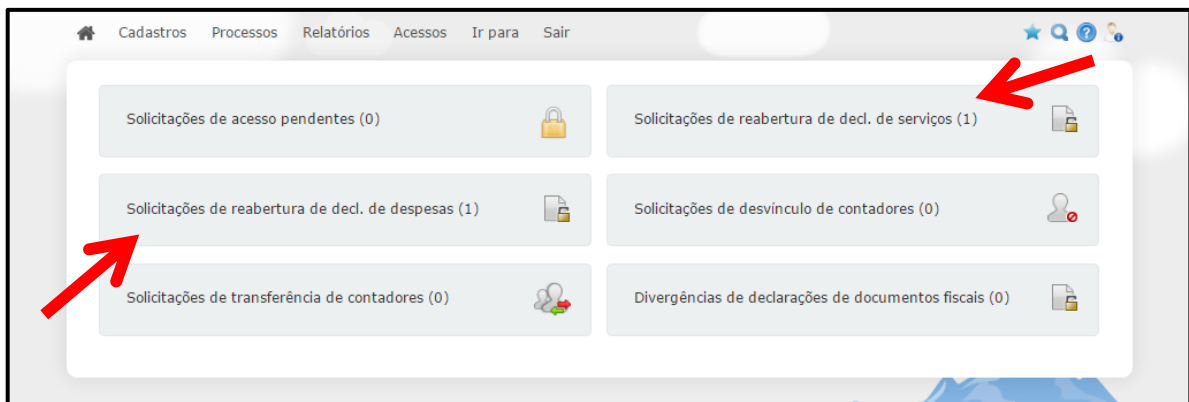 Cadastros Processos Relatórios Acessos Ir para Sair
Solicitações de acesso pendentes (0)
Solicitações de reabertura de decl. de serviços (1)
Solicitações de reabertura de decl. de despesas (1)
Solicitações de desvínculo de contadores (0)
Solicitações de transferência de contadores (0)
Divergências de declarações de documentos fiscais (0)